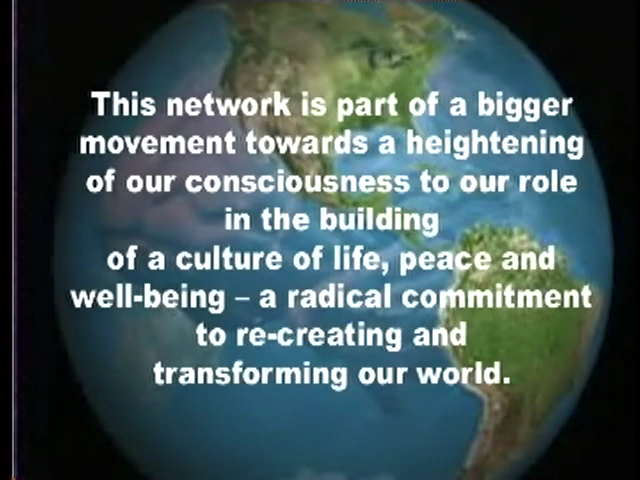 This network is part of a bigger
movement towards a heightening
of our consciousness to our role
in the building
of a culture of life, peace and
well-being – a radical commitment
to re-creating and
transforming our world.